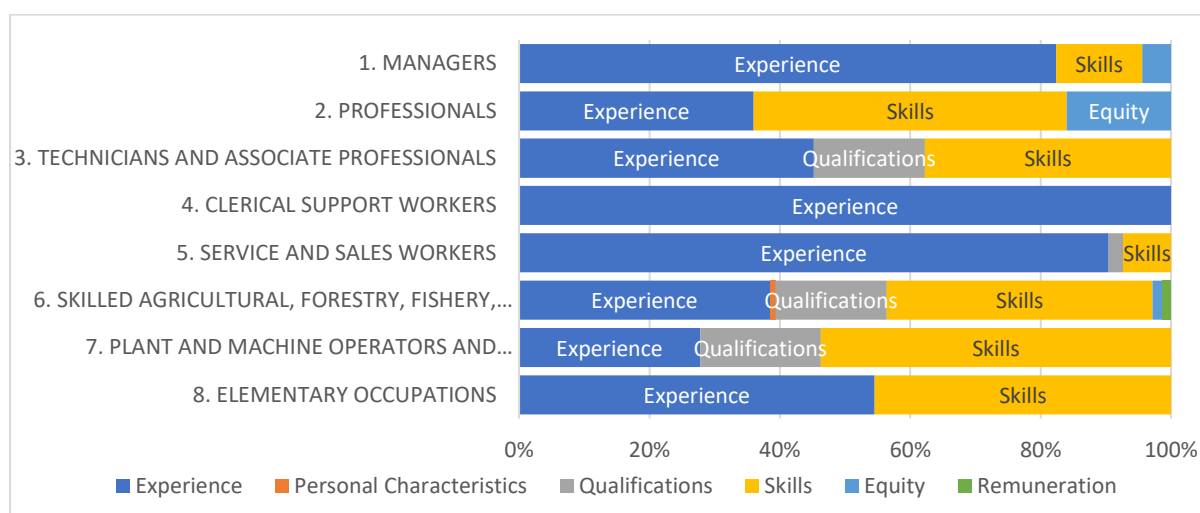 1. MANAGERS
Experience
Skills
2. PROFESSIONALS
Experience
Skills
Equity
3. TECHNICIANS AND ASSOCIATE PROFESSIONALS
Experience
Qualifications
Skills
4. CLERICAL SUPPORT WORKERS
Experience
5. SERVICE AND SALES WORKERS
Experience
Skills
6. SKILLED AGRICULTURAL, FORESTRY, FISHERY,...
Experience
Qualifications
Skills
7. PLANT AND MACHINE OPERATORS AND...
Experience
Qualifications
Skills
8. ELEMENTARY OCCUPATIONS
Experience
Skills
0% 20% 40% 60% 80% 100%
Experience Personal Characteristics Qualifications Skills Equity Remuneration